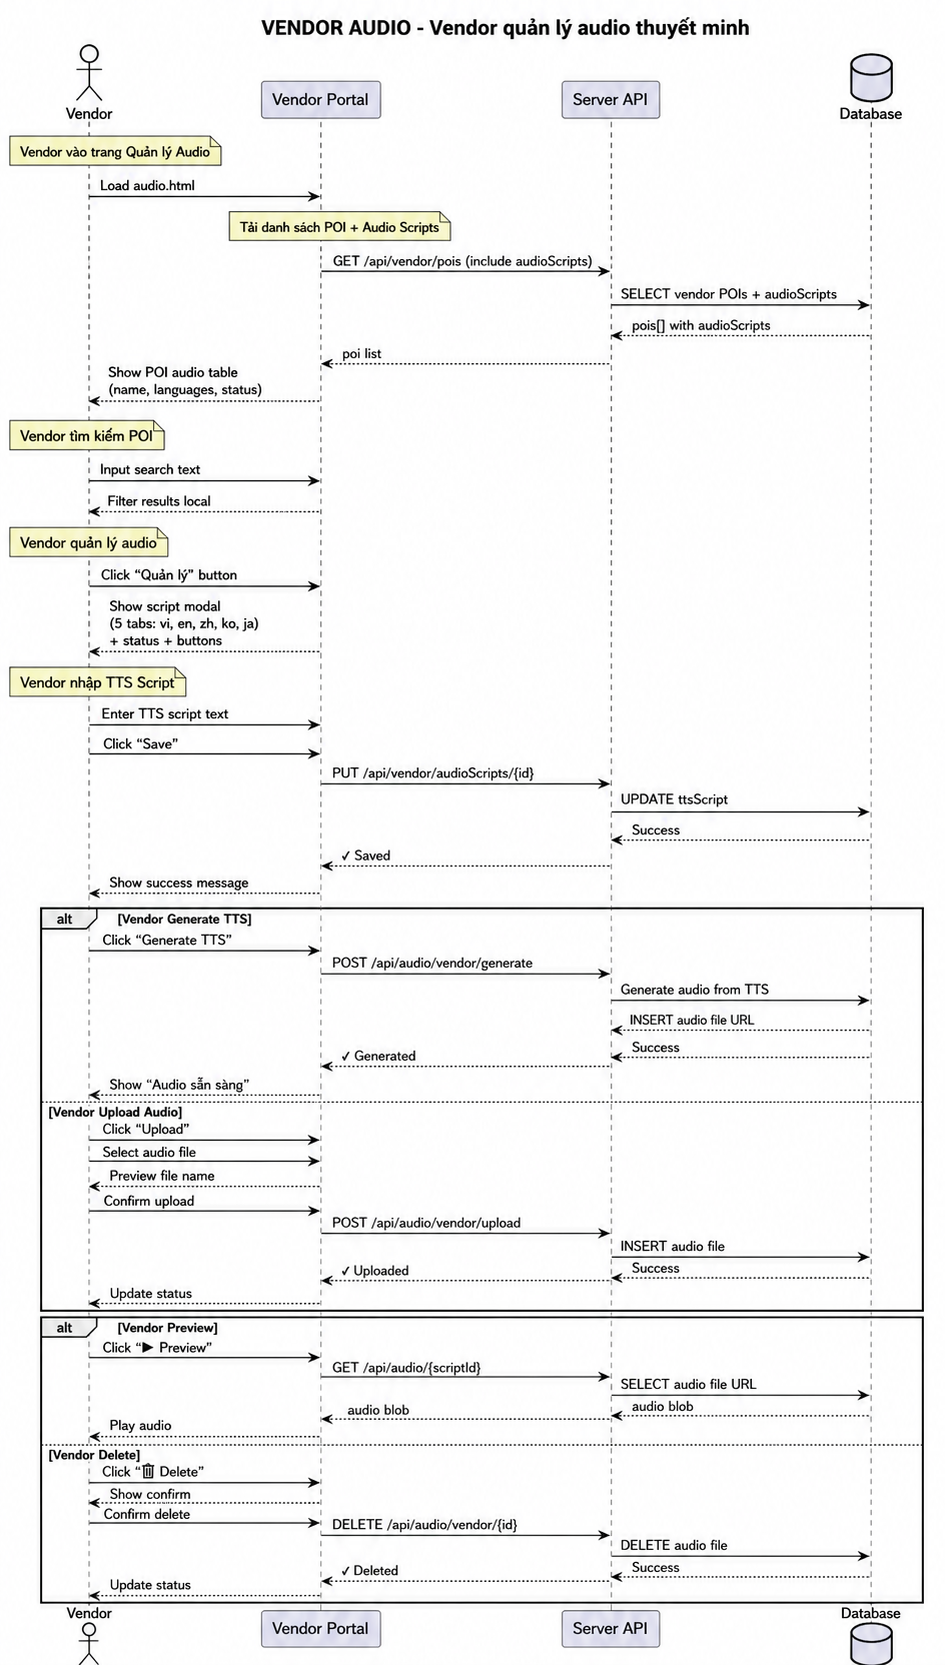 VENDOR AUDIO - Vendor quản lý audio thuyết minh
Vendor
Vendor Portal
Server API
Database
Vendor vào trang Quản lý Audio
Load audio.html
Tải danh sách POI + Audio Scripts
GET /api/vendor/pois (include audioScripts)
SELECT vendor POIs + audioScripts
pois[] with audioScripts
poi list
Show POI audio table
(name, languages, status)
Vendor tìm kiếm POI
Input search text
Filter results local
Vendor quản lý audio
Click “Quản lý” button
Show script modal
(5 tabs: vi, en, zh, ko, ja)
+ status + buttons
Vendor nhập TTS Script
Enter TTS script text
Click “Save”
PUT /api/vendor/audioScripts/{id}
UPDATE ttsScript
Success
✓ Saved
Show success message
alt [Vendor Generate TTS]
Click “Generate TTS”
POST /api/audio/vendor/generate
Generate audio from TTS
INSERT audio file URL
Success
✓ Generated
Show “Audio sẵn sàng”
[Vendor Upload Audio]
Click “Upload”
Select audio file
Preview file name
Confirm upload
POST /api/audio/vendor/upload
INSERT audio file
Success
✓ Uploaded
Update status
alt [Vendor Preview]
Click “▶ Preview”
GET /api/audio/{scriptId}
SELECT audio file URL
audio blob
audio blob
Play audio
[Vendor Delete]
Click “🗑 Delete”
Show confirm
Confirm delete
DELETE /api/audio/vendor/{id}
DELETE audio file
Success
✓ Deleted
Update status
Vendor
Vendor Portal
Server API
Database